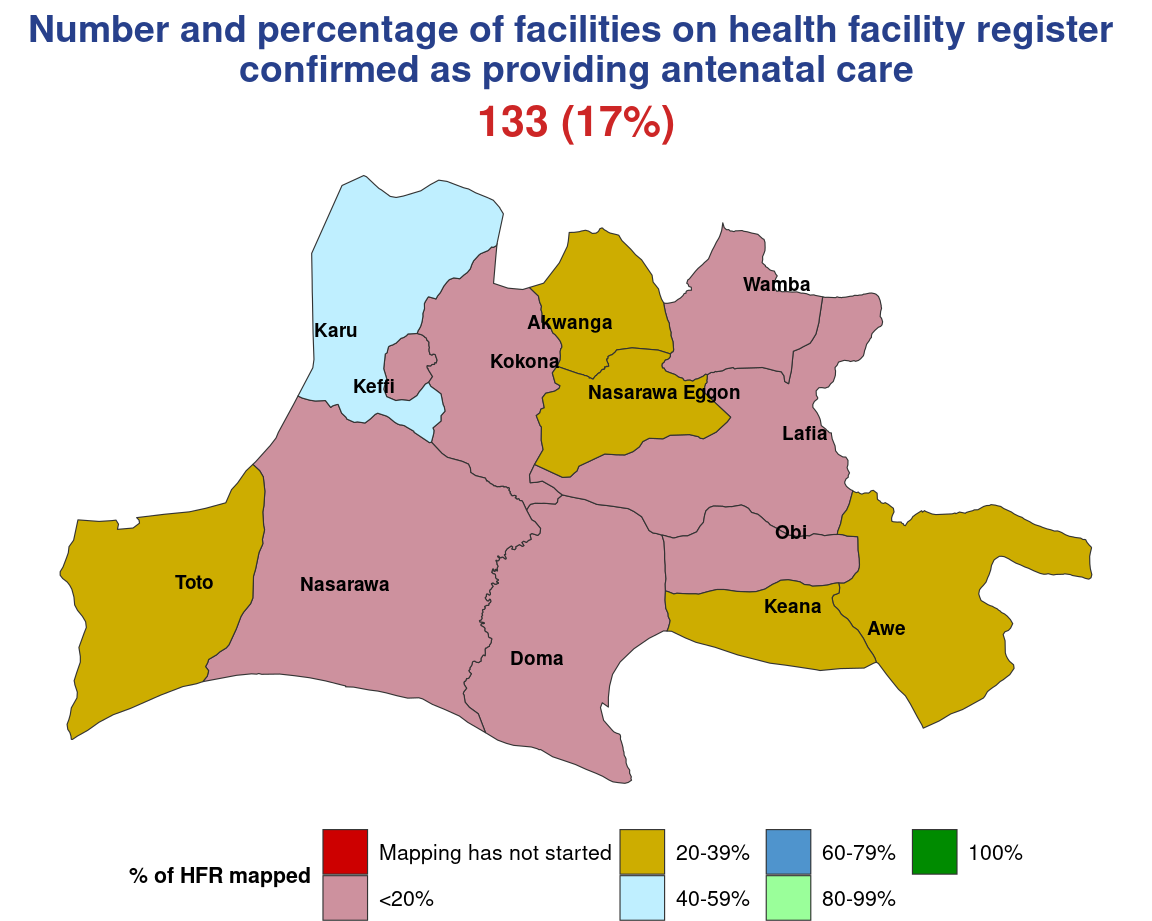 Number and percentage of facilities on health facility register
confirmed as providing antenatal care
133 (17%)
Wamba
Akwanga
Karu
Kokona
Keffi
Nasarawa Eggon
Lafia
Obi
Toto
Nasarawa
Keana
Awe
Doma
% of HFR mapped
Mapping has not started
20-39%
60-79%
100%
<20%
40-59%
80-99%